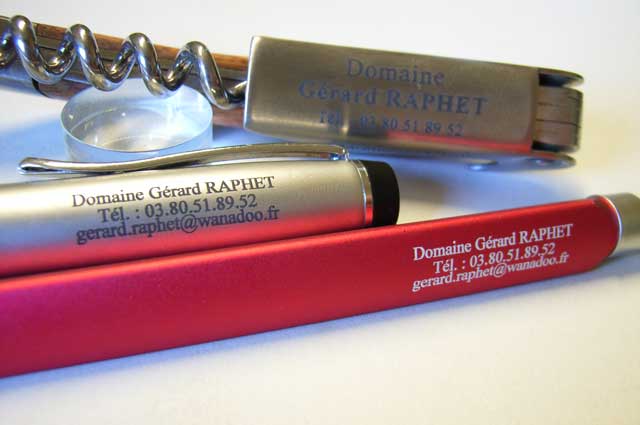 Domaine
Gérard RAPHET
Tél. : 03.80.51.89.52
Domaine Gérard RAPHET
Tél. : 03.80.51.89.52
gerard.raphet@wanadoo.fr
Domaine Gérard RAPHET
Tél. : 03.80.51.89.52
gerard.raphet@wanadoo.fr